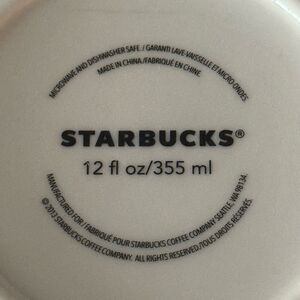 MICROWAVE AND DISHWASHER SAFE. / GARANTI LAVE-VAISSELLE ET MICRO-ONDES
MADE IN CHINA/FABRIQUÉ EN CHINE.
STARBUCKS®
12 fl oz/355 ml
MANUFACTURED FOR / FABRIQUÉ POUR STARBUCKS COFFEE COMPANY SEATTLE, WA 98134.
© 2013 STARBUCKS COFFEE COMPANY. ALL RIGHTS RESERVED./TOUS DROITS RÉSERVÉS.